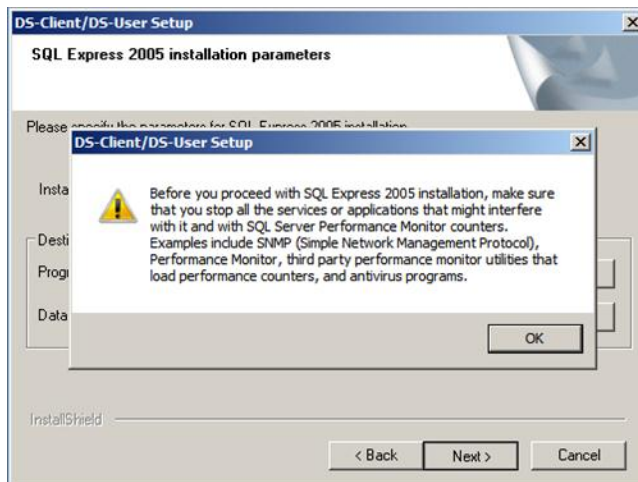 DS-Client/DS-User Setup
SQL Express 2005 installation parameters
Please specify the parameters for SQL Express 2005 installation
DS-Client/DS-User Setup
Before you proceed with SQL Express 2005 installation, make sure
that you stop all the services or applications that might interfere
with it and with SQL Server Performance Monitor counters.
Examples include SNMP (Simple Network Management Protocol),
Performance Monitor, third party performance monitor utilities that
load performance counters, and antivirus programs.
OK
Insta
Desti
Progr
Data
InstallShield
< Back
Next >
Cancel